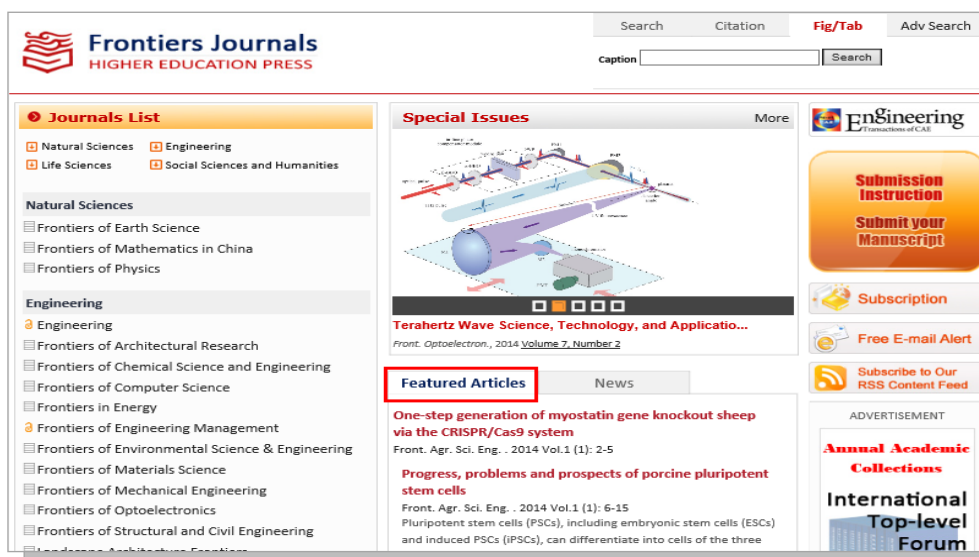 Frontiers Journals
HIGHER EDUCATION PRESS
Search
Citation
Fig/Tab
Adv Search
Caption
Search
Journals List
Natural Sciences
Engineering
Life Sciences
Social Sciences and Humanities
Natural Sciences
Frontiers of Earth Science
Frontiers of Mathematics in China
Frontiers of Physics
Engineering
Engineering
Frontiers of Architectural Research
Frontiers of Chemical Science and Engineering
Frontiers of Computer Science
Frontiers in Energy
Frontiers of Engineering Management
Frontiers of Environmental Science & Engineering
Frontiers of Materials Science
Frontiers of Mechanical Engineering
Frontiers of Optoelectronics
Frontiers of Structural and Civil Engineering
Landscape Architecture Frontiers
Special Issues
More
Terahertz Wave Science, Technology, and Applicatio...
Front. Optoelectron., 2014 Volume 7, Number 2
Featured Articles
News
One-step generation of myostatin gene knockout sheep
via the CRISPR/Cas9 system
Front. Agr. Sci. Eng. . 2014 Vol.1 (1): 2-5
Progress, problems and prospects of porcine pluripotent
stem cells
Front. Agr. Sci. Eng. . 2014 Vol.1 (1): 6-15
Pluripotent stem cells (PSCs), including embryonic stem cells (ESCs)
and induced PSCs (iPSCs), can differentiate into cells of the three
Engineering
Transactions of CAE
Submission
Instruction
Submit your
Manuscript
Subscription
Free E-mail Alert
Subscribe to Our
RSS Content Feed
ADVERTISEMENT
Annual Academic
Collections
International
Top-level
Forum